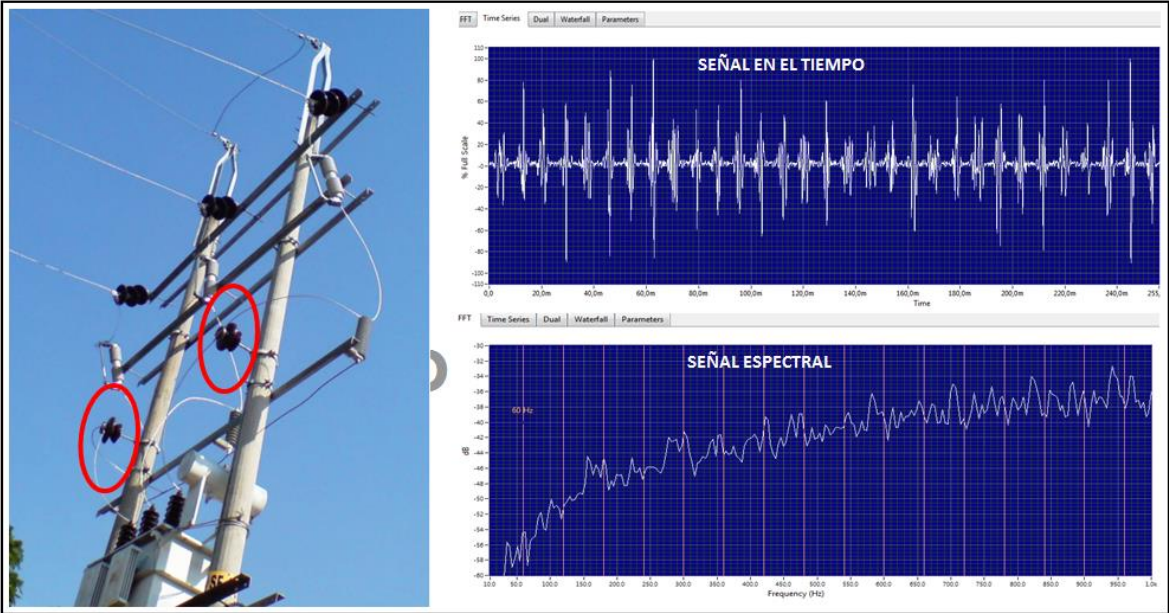 FFT Time Series Dual Waterfall Parameters
SEÑAL EN EL TIEMPO
110
100
80
60
40
20
-0
-20
-40
-60
-80
-100
-110
% Full Scale
0,0 20,0m 40,0m 60,0m 80,0m 100,0m 120,0m 140,0m 160,0m 180,0m 200,0m 220,0m 240,0m 255,
Time
FFT Time Series Dual Waterfall Parameters
SEÑAL ESPECTRAL
60 Hz
-30
-32
-34
-36
-38
-40
-42
-44
-46
-48
-50
-52
-54
-56
-58
-60
dB
10.0 50.0 100.0 150.0 200.0 250.0 300.0 350.0 400.0 450.0 500.0 550.0 600.0 650.0 700.0 750.0 800.0 850.0 900.0 950.0 1.0k
Frequency (Hz)